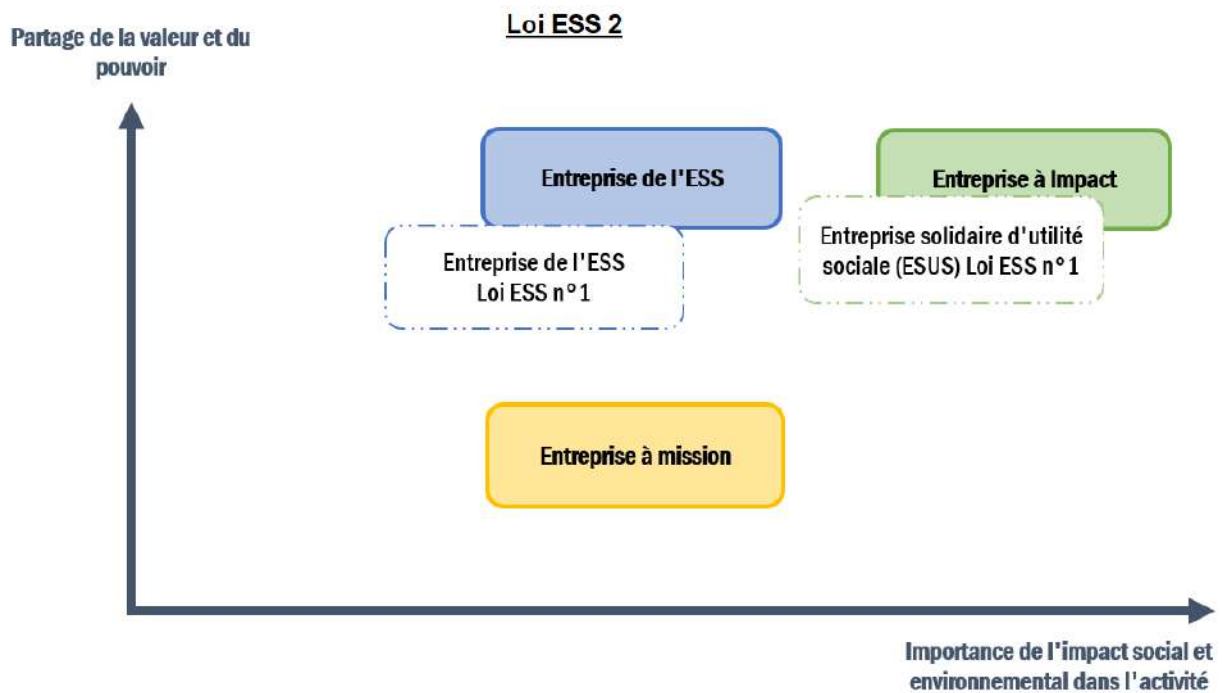 Loi ESS 2
Partage de la valeur et du
pouvoir
Entreprise de l'ESS
Entreprise à Impact
Entreprise de l'ESS
Loi ESS n°1
Entreprise solidaire d'utilité
sociale (ESUS) Loi ESS n°1
Entreprise à mission
Importance de l'impact social et
environnemental dans l'activité